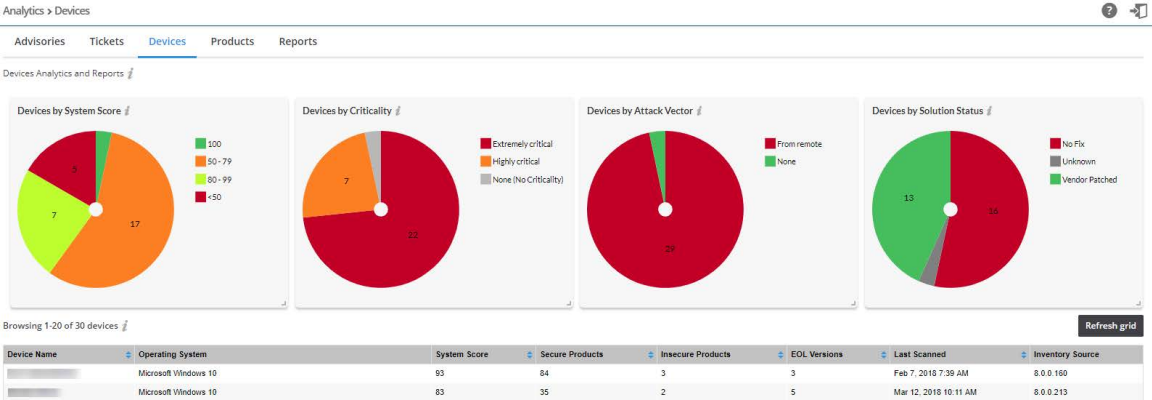 Analytics > Devices
Advisories Tickets Devices Products Reports
Devices Analytics and Reports i
Devices by System Score i
100
50 - 79
80 - 99
<50
5
7
17
Devices by Criticality i
Extremely critical
Highly critical
None (No Criticality)
7
22
Devices by Attack Vector i
From remote
None
29
Devices by Solution Status i
No Fix
Unknown
Vendor Patched
13
16
Browsing 1-20 of 30 devices i
Refresh grid
Device Name Operating System System Score Secure Products Insecure Products EOL Versions Last Scanned Inventory Source
Microsoft Windows 10 93 84 3 3 Feb 7, 2018 7:39 AM 8.0.0.160
Microsoft Windows 10 83 35 2 5 Mar 12, 2018 10:11 AM 8.0.0.213